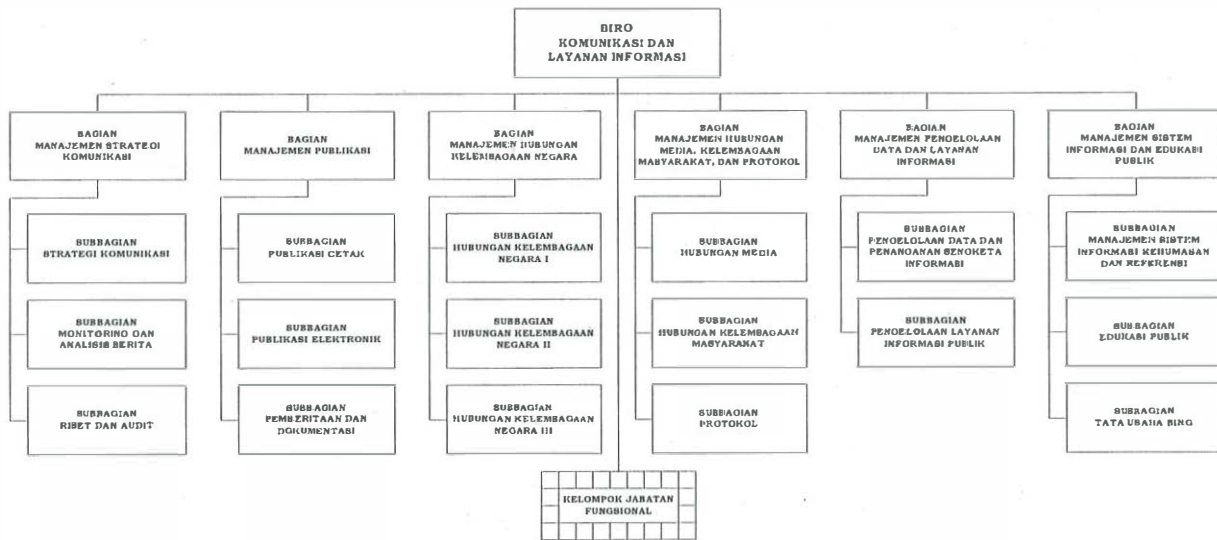 BIRO
KOMUNIKASI DAN
LAYANAN INFORMASI
BAGIAN
MANAJEMEN STRATEGI
KOMUNIKASI
BAGIAN
MANAJEMEN PUBLIKASI
BAGIAN
MANAJEMEN HUBUNGAN
KELEMBAGAAN NEGARA
BAGIAN
MANAJEMEN HUBUNGAN
MEDIA, KELEMBAGAAN
MASYARAKAT, DAN PROTOKOL
BAGIAN
MANAJEMEN PENGELOLAAN
DATA DAN LAYANAN
INFORMASI
BAGIAN
MANAJEMEN SISTEM
INFORMASI DAN EDUKASI
PUBLIK
SUBBAGIAN
STRATEGI KOMUNIKASI
SUBBAGIAN
PUBLIKASI CETAK
SUBBAGIAN
HUBUNGAN KELEMBAGAAN
NEGARA I
SUBBAGIAN
HUBUNGAN MEDIA
SUBBAGIAN
PENGELOLAAN DATA DAN
PENANGANAN SENGKETA
INFORMASI
SUBBAGIAN
MANAJEMEN SISTEM
INFORMASI KEHUMASAN
DAN REFERENSI
SUBBAGIAN
MONITORING DAN
ANALISIS BERITA
SUBBAGIAN
PUBLIKASI ELEKTRONIK
SUBBAGIAN
HUBUNGAN KELEMBAGAAN
NEGARA II
SUBBAGIAN
HUBUNGAN KELEMBAGAAN
MASYARAKAT
SUBBAGIAN
PENGELOLAAN LAYANAN
INFORMASI PUBLIK
SUBBAGIAN
EDUKASI PUBLIK
SUBBAGIAN
RISET DAN AUDIT
SUBBAGIAN
PEMBERITAAN DAN
DOKUMENTASI
SUBBAGIAN
HUBUNGAN KELEMBAGAAN
NEGARA III
SUBBAGIAN
PROTOKOL
SUBBAGIAN
TATA USAHA BIRO
KELOMPOK JABATAN
FUNGSIONAL